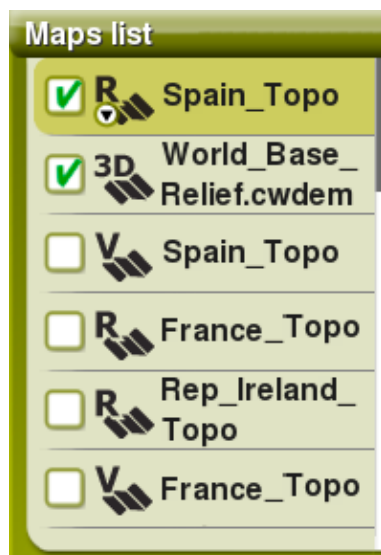 Maps list
R Spain_Topo
3D World_Base_
Relief.cwdem
V Spain_Topo
R France_Topo
R Rep_Ireland_
Topo
V France_Topo